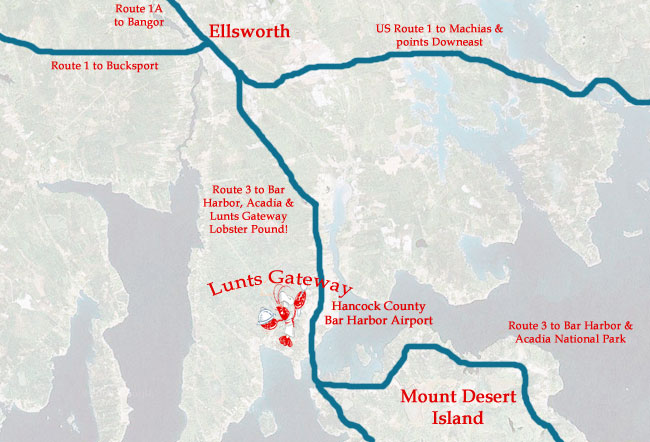 Route 1A
to Bangor
Ellsworth
US Route 1 to Machias &
points Downeast
Route 1 to Bucksport
Route 3 to Bar
Harbor, Acadia &
Lunts Gateway
Lobster Pound!
Lunts Gateway
Hancock County
Bar Harbor Airport
Route 3 to Bar Harbor &
Acadia National Park
Mount Desert
Island